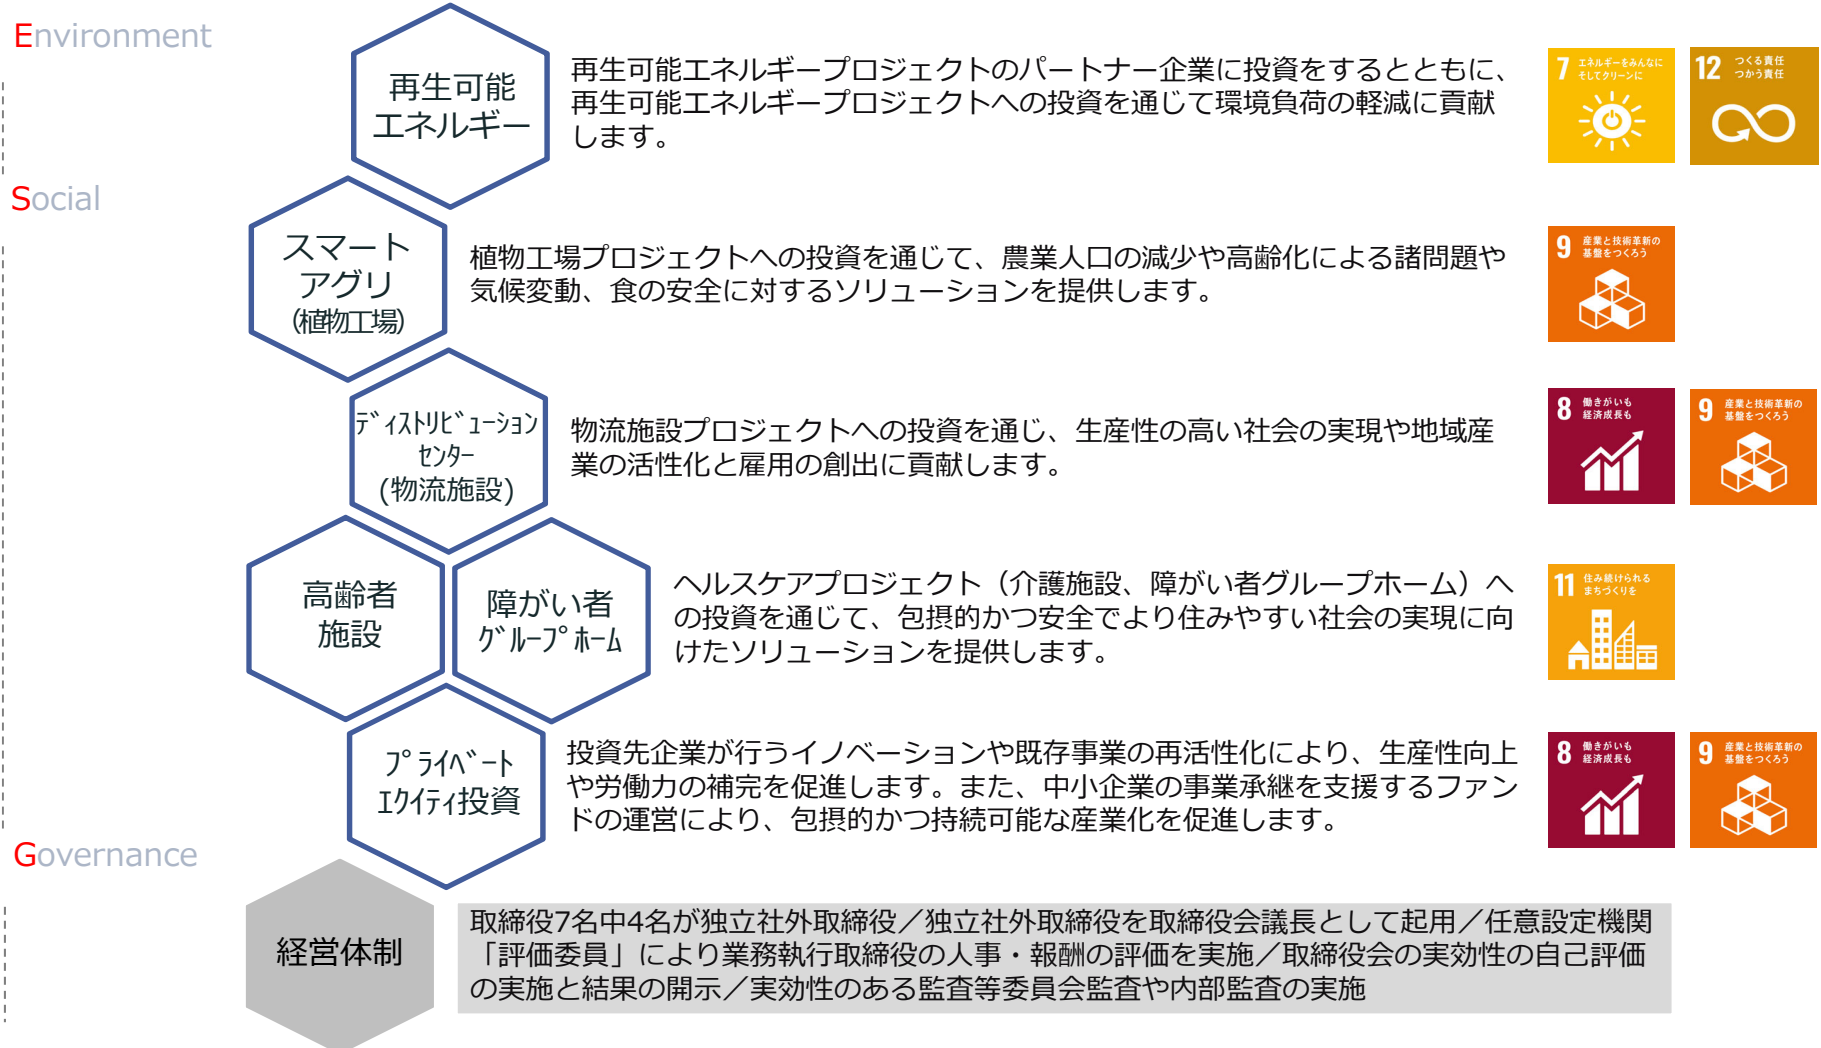 Environment
再生可能
エネルギー
再生可能エネルギープロジェクトのパートナー企業に投資をするとともに、
再生可能エネルギープロジェクトへの投資を通じて環境負荷の軽減に貢献
します。
7 エネルギーをみんなに
そしてクリーンに
12 つくる責任
つかう責任
Social
スマート
アグリ
(植物工場)
植物工場プロジェクトへの投資を通じて、農業人口の減少や高齢化による諸問題や
気候変動、食の安全に対するソリューションを提供します。
9 産業と技術革新の
基盤をつくろう
ﾃﾞｨｽﾄﾘﾋﾞｭｰｼｮﾝ
ｾﾝﾀｰ
(物流施設)
物流施設プロジェクトへの投資を通じ、生産性の高い社会の実現や地域産
業の活性化と雇用の創出に貢献します。
8 働きがいも
経済成長も
9 産業と技術革新の
基盤をつくろう
高齢者
施設
障がい者
ｸﾞﾙｰﾌﾟﾎｰﾑ
ヘルスケアプロジェクト（介護施設、障がい者グループホーム）へ
の投資を通じて、包摂的かつ安全でより住みやすい社会の実現に向
けたソリューションを提供します。
11 住み続けられる
まちづくりを
ﾌﾟﾗｲﾍﾞｰﾄ
ｴｸｲﾃｨ投資
投資先企業が行うイノベーションや既存事業の再活性化により、生産性向上
や労働力の補完を促進します。また、中小企業の事業承継を支援するファン
ドの運営により、包摂的かつ持続可能な産業化を促進します。
8 働きがいも
経済成長も
9 産業と技術革新の
基盤をつくろう
Governance
経営体制
取締役7名中4名が独立社外取締役／独立社外取締役を取締役会議長として起用／任意設定機関
「評価委員」により業務執行取締役の人事・報酬の評価を実施／取締役会の実効性の自己評価
の実施と結果の開示／実効性のある監査等委員会監査や内部監査の実施